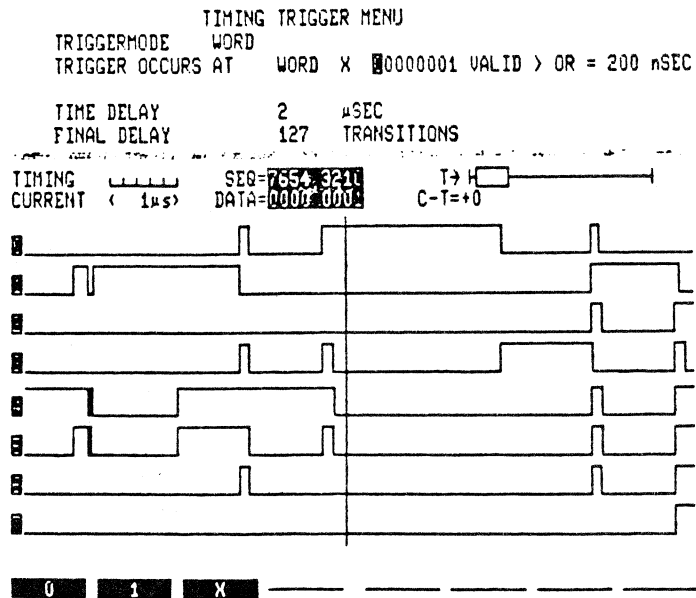 TIMING TRIGGER MENU
TRIGGERMODE WORD
TRIGGER OCCURS AT WORD X 00000001 VALID > OR = 200 nSEC
TIME DELAY 2 µSEC
FINAL DELAY 127 TRANSITIONS
TIMING SEQ=7654 3210 T→
CURRENT < 1µs> DATA=0000 0001 C-T=+0
0 1 X